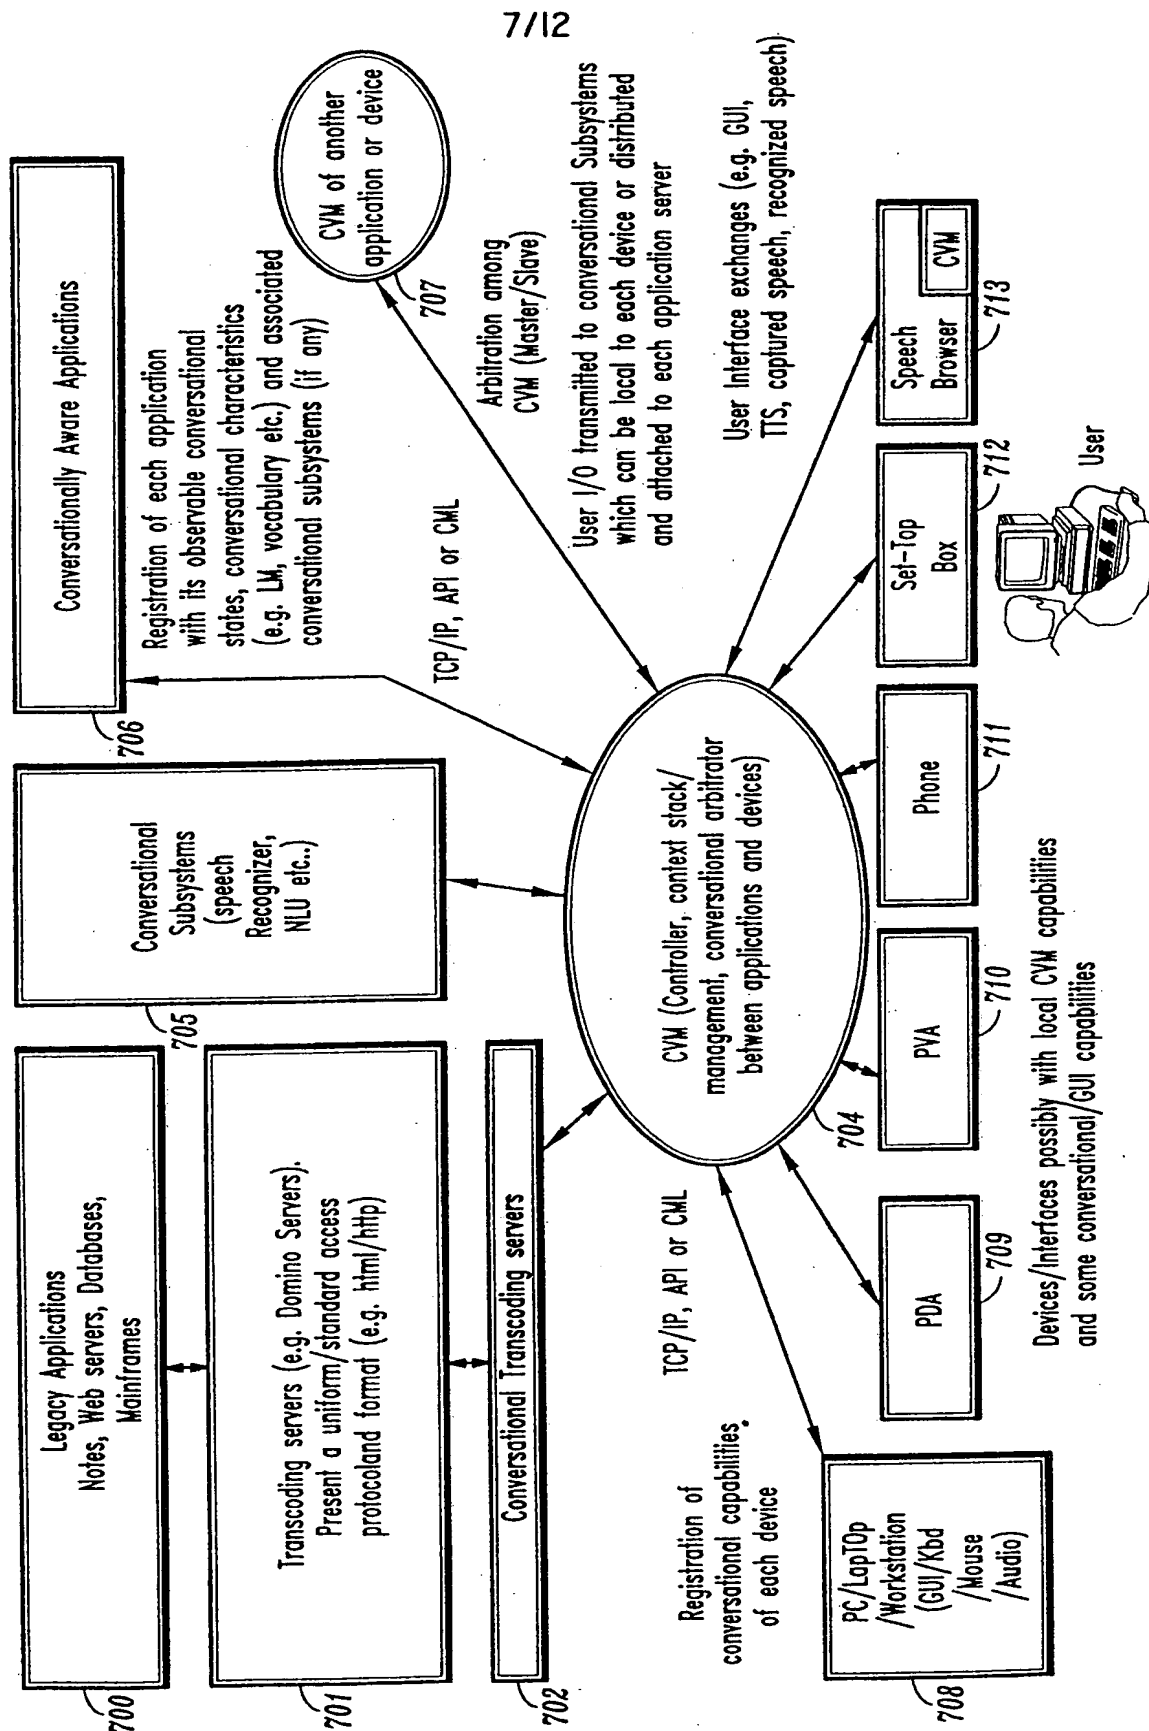 7/12
Legacy Applications
Notes, Web servers, Databases,
Mainframes
700
Transcoding servers (e.g. Domino Servers).
Present a uniform/standard access
protocoland format (e.g. html/http)
701
Conversational Transcoding servers
702
Conversational
Subsystems
(speech
Recognizer,
NLU etc..)
705
Conversationally Aware Applications
706
Registration of each application
with its observable conversational
states, conversational characteristics
(e.g. LM, vocabulary etc.) and associated
conversational subsystems (if any)
TCP/IP, API or CML
CVM of another
application or device
707
Arbitration among
CVM (Master/Slave)
User I/O transmitted to conversational Subsystems
which can be local to each device or distributed
and attached to each application server
User Interface exchanges (e.g. GUI,
TTS, captured speech, recognized speech)
CVM (Controller, context stack/
management, conversational arbitrator
between applications and devices)
704
TCP/IP, API or CML
Registration of
conversational capabilities.
of each device
PC/LapTOp
/Workstation
(GUI/Kbd
/Mouse
/Audio)
708
PDA
709
PVA
710
Phone
711
Set-Top
Box
712
Speech
Browser
CVM
713
User
Devices/Interfaces possibly with local CVM capabilities
and some conversational/GUI capabilities